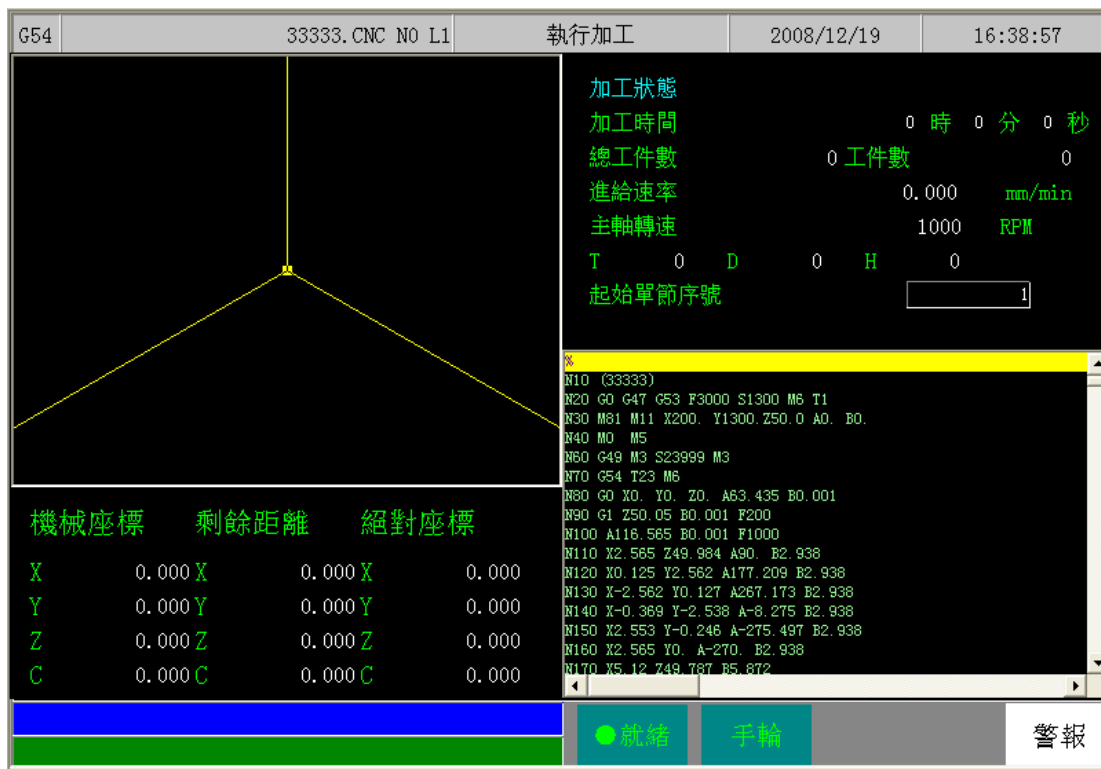 G54 33333.CNC N0 L1 執行加工 2008/12/19 16:38:57
加工狀態
加工時間 0 時 0 分 0 秒
總工件數 0 工件數 0
進給速率 0.000 mm/min
主軸轉速 1000 RPM
T 0 D 0 H 0
起始單節序號 1
%
N10 (33333)
N20 G0 G47 G53 F3000 S1300 M6 T1
N30 M81 M11 X200. Y1300.Z50.0 A0. B0.
N40 M0 M5
N60 G49 M3 S23999 M3
N70 G54 T23 M6
N80 G0 X0. Y0. Z0. A63.435 B0.001
N90 G1 Z50.05 B0.001 F200
N100 A116.565 B0.001 F1000
N110 X2.565 Z49.984 A90. B2.938
N120 X0.125 Y2.562 A177.209 B2.938
N130 X-2.562 Y0.127 A267.173 B2.938
N140 X-0.369 Y-2.538 A-8.275 B2.938
N150 X2.553 Y-0.246 A-275.497 B2.938
N160 X2.565 Y0. A-270. B2.938
N170 X5.12 Z49.787 B5.872
機械座標 剩餘距離 絕對座標
X 0.000 X 0.000 X 0.000
Y 0.000 Y 0.000 Y 0.000
Z 0.000 Z 0.000 Z 0.000
C 0.000 C 0.000 C 0.000
就緒 手輪 警報